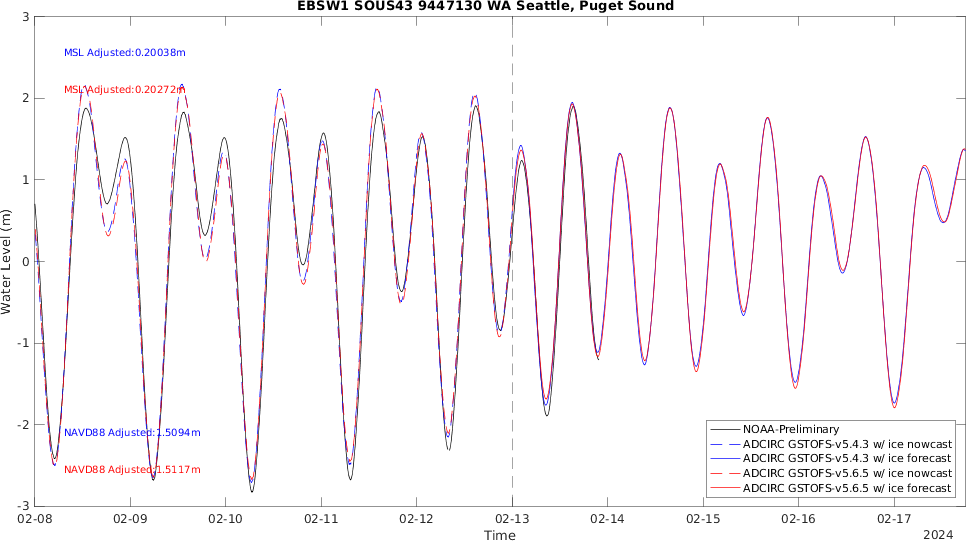 EBSW1 SOUS43 9447130 WA Seattle, Puget Sound
3
2
1
0
-1
-2
-3
Water Level (m)
MSL Adjusted:0.20038m
MSL Adjusted:0.20272m
NAVD88 Adjusted:1.5094m
NAVD88 Adjusted:1.5117m
NOAA-Preliminary
ADCIRC GSTOFS-v5.4.3 w/ ice nowcast
ADCIRC GSTOFS-v5.4.3 w/ ice forecast
ADCIRC GSTOFS-v5.6.5 w/ ice nowcast
ADCIRC GSTOFS-v5.6.5 w/ ice forecast
02-08 02-09 02-10 02-11 02-12 02-13 02-14 02-15 02-16 02-17
Time
2024